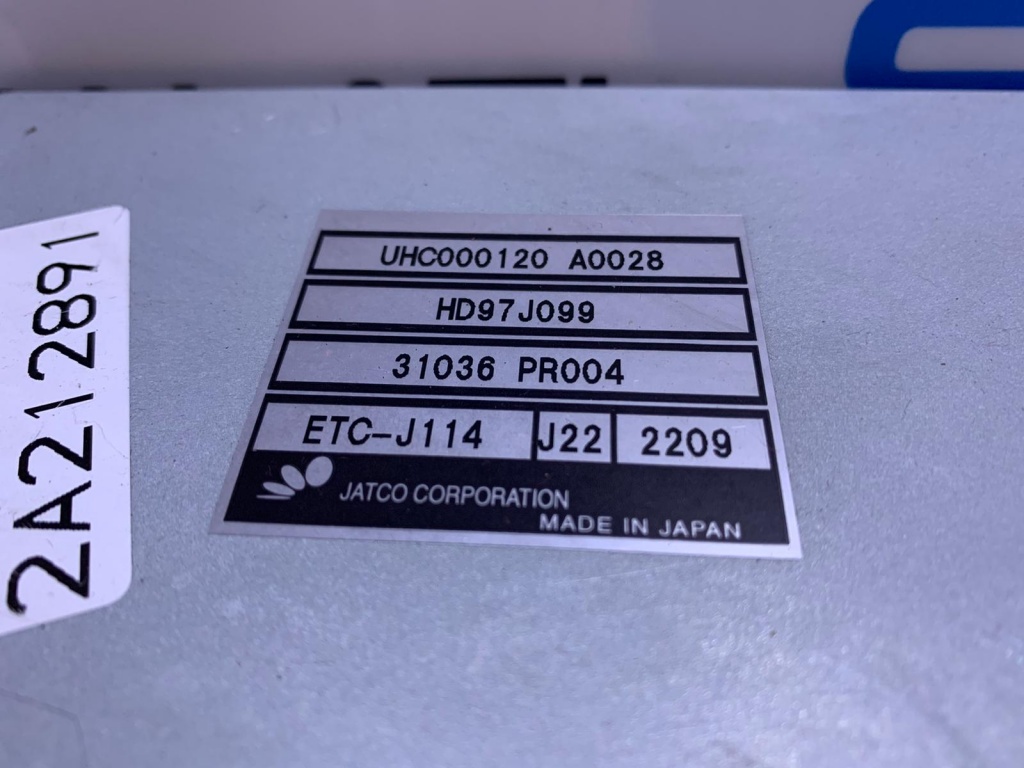 UHC000120 A0028
HD97J099
31036 PR004
ETC-J114 J22 2209
JATCO CORPORATION
MADE IN JAPAN
2A212891